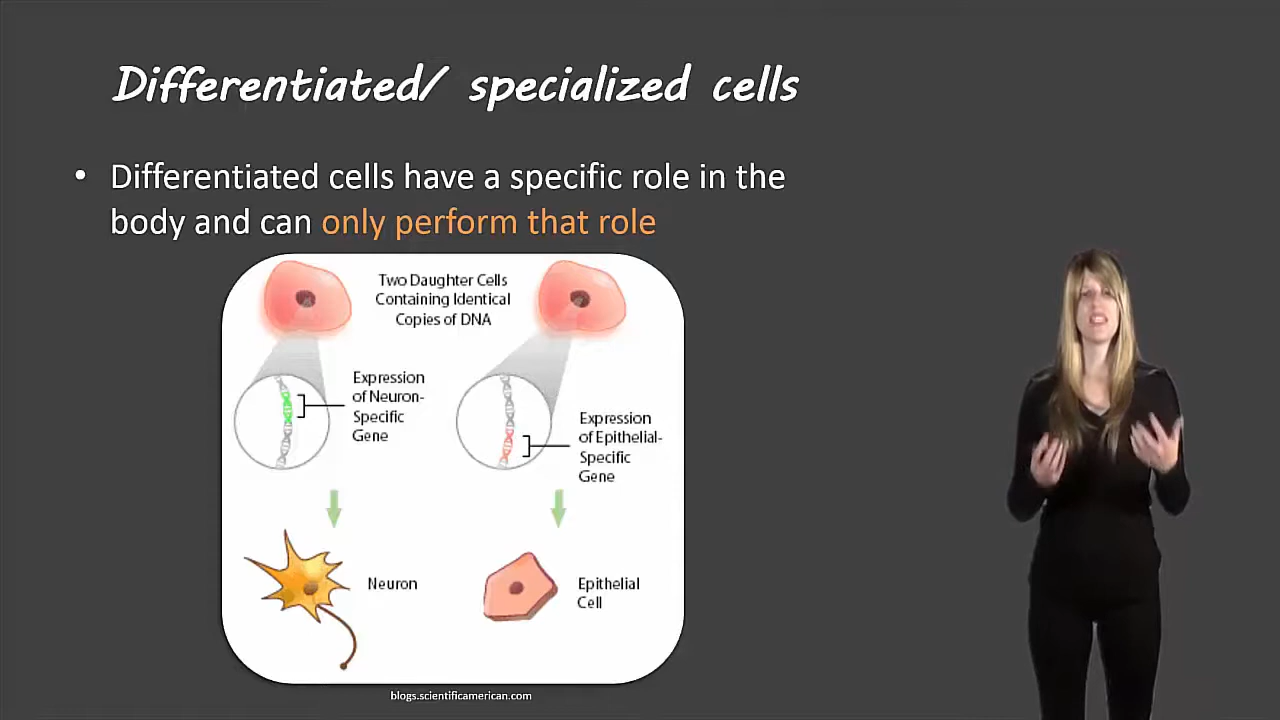 Differentiated/ specialized cells
• Differentiated cells have a specific role in the
body and can only perform that role
Two Daughter Cells
Containing Identical
Copies of DNA
Expression
of Neuron-
Specific
Gene
Expression
of Epithelial-
Specific
Gene
Neuron
Epithelial
Cell
blogs.scientificamerican.com